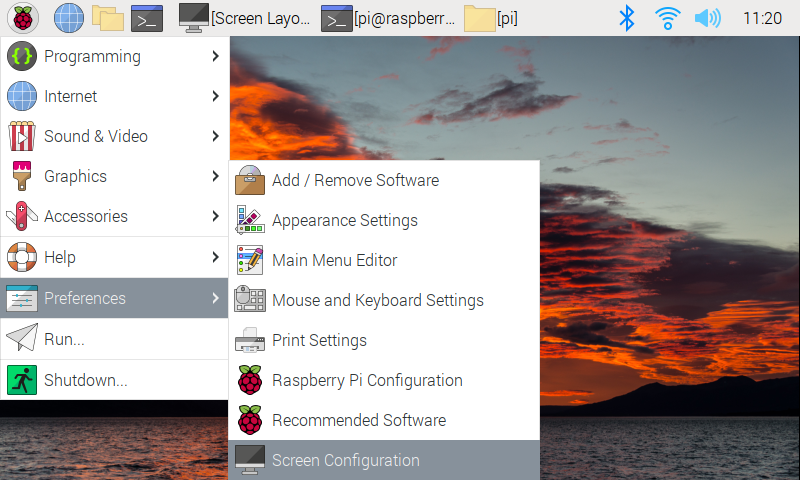 [Screen Layo... [pi@raspberr... [pi] 11:20
Programming
Internet
Sound & Video
Graphics
Accessories
Help
Preferences
Run...
Shutdown...
Add / Remove Software
Appearance Settings
Main Menu Editor
Mouse and Keyboard Settings
Print Settings
Raspberry Pi Configuration
Recommended Software
Screen Configuration